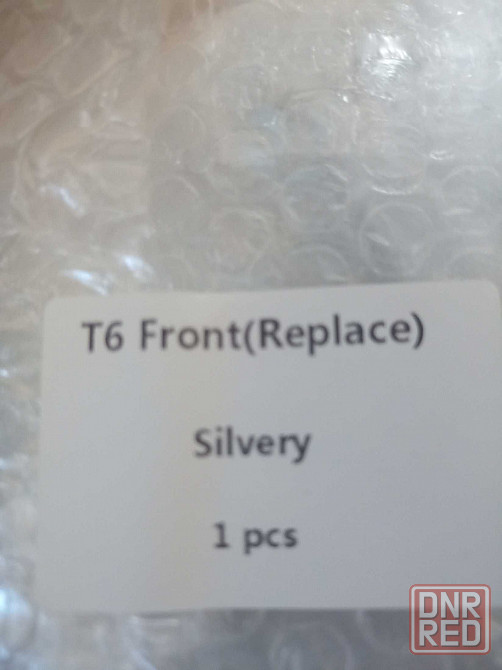 T6 Front(Replace)
Silvery
1 pcs
DNR
RED